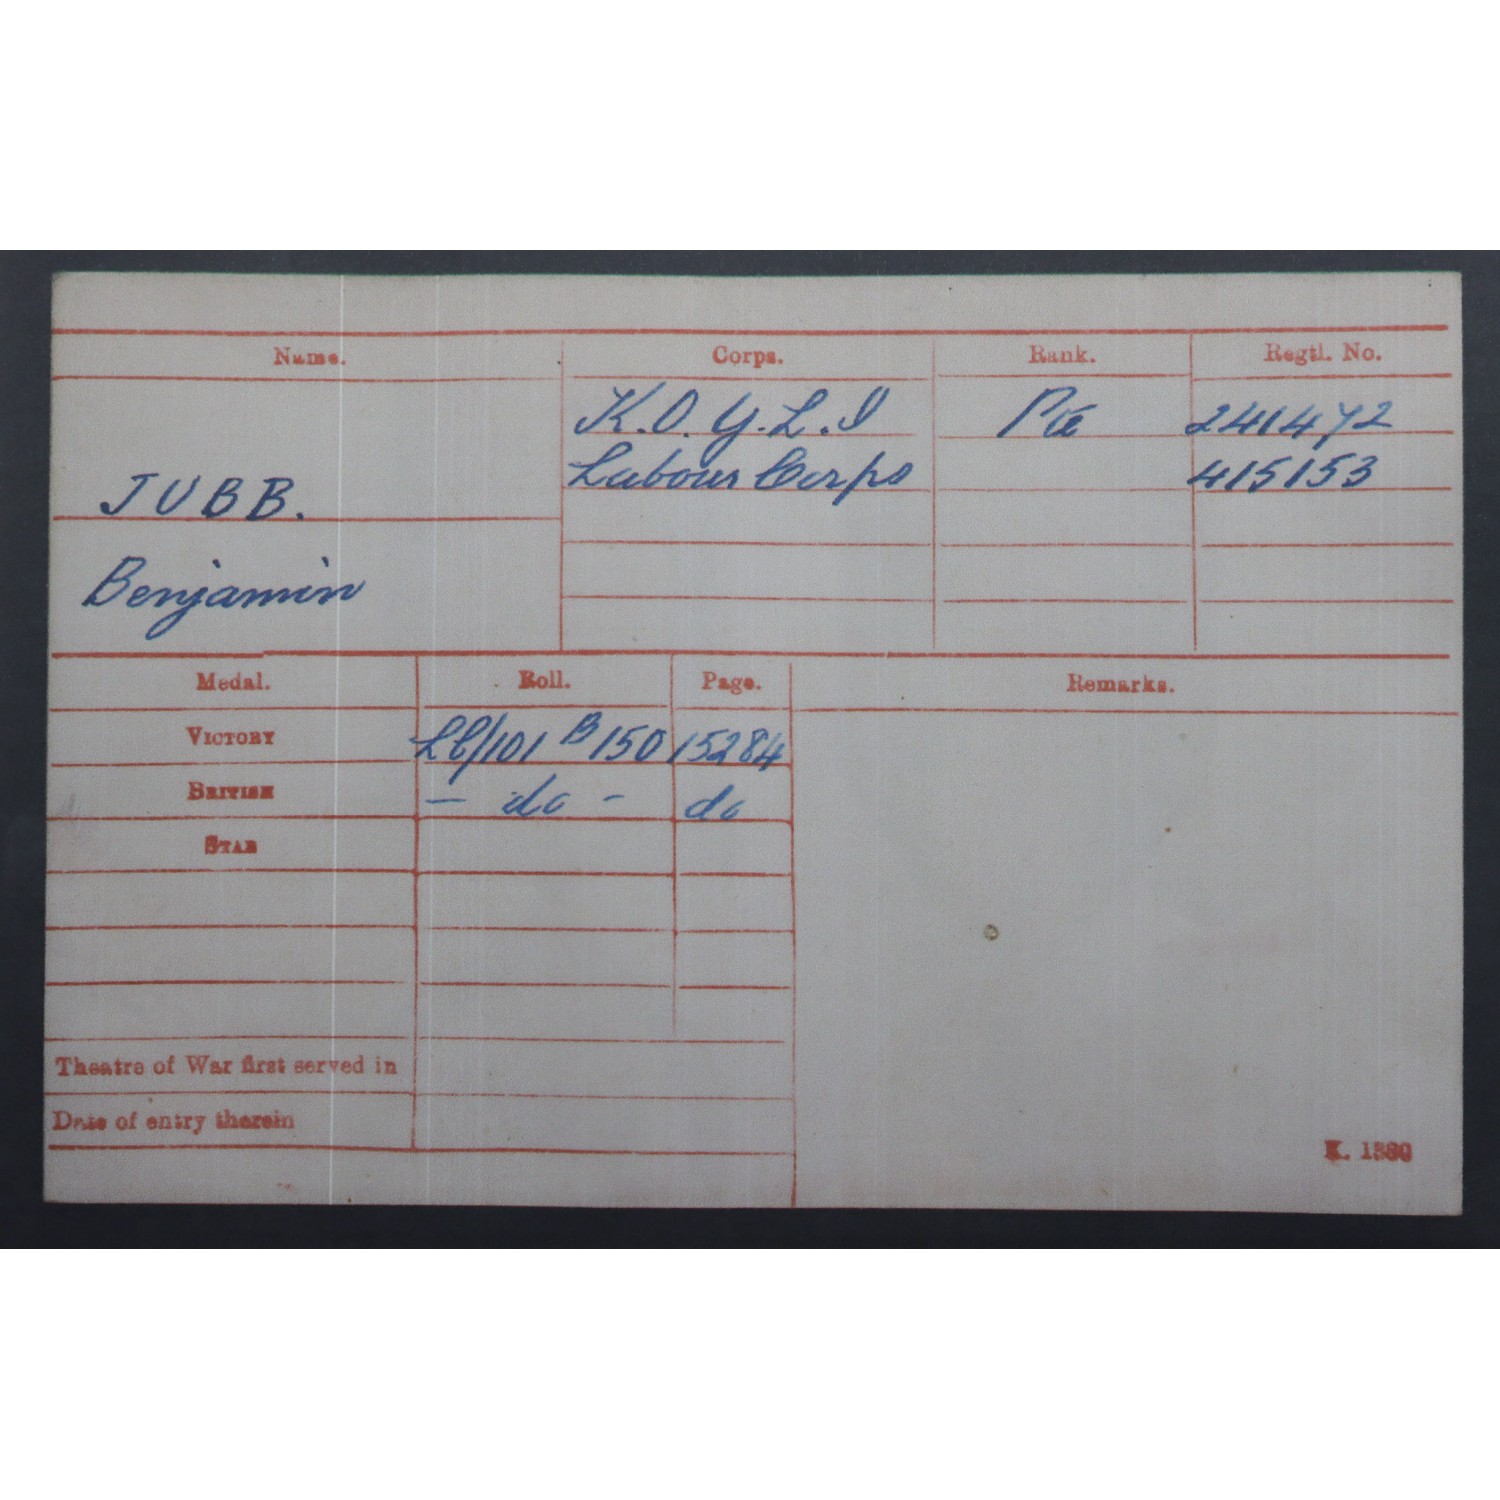 Name. Corps. Rank. Regtl. No.
K.O.Y.L.I Pte 241472
JUBB. Labour Corps 415153
Benjamin
Medal. Roll. Page. Remarks.
VICTORY Lb/101 B 150 15284
BRITISH - do - do
STAR
Theatre of War first served in
Date of entry therein
K. 1380